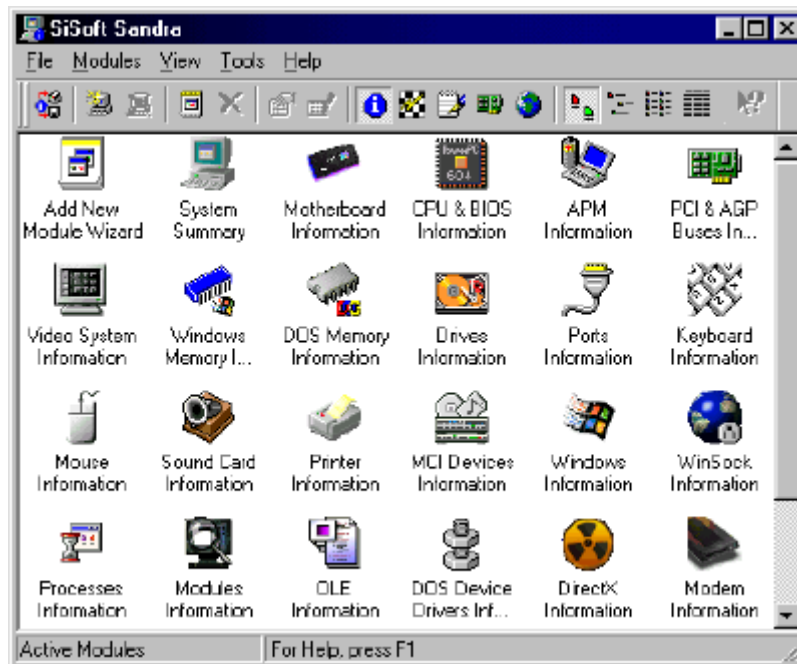 SiSoft Sandra
File Modules View Tools Help
Add New Module Wizard
System Summary
Motherboard Information
PowerPC 604
CPU & BIOS Information
APM Information
PCI & AGP Buses In...
Video System Information
Windows Memory I...
DOS Memory Information
Drives Information
Ports Information
Keyboard Information
Mouse Information
Sound Card Information
Printer Information
MCI Devices Information
Windows Information
WinSock Information
Processes Information
Modules Information
OLE Information
DOS Device Drivers Inf...
DirectX Information
Modem Information
Active Modules
For Help, press F1